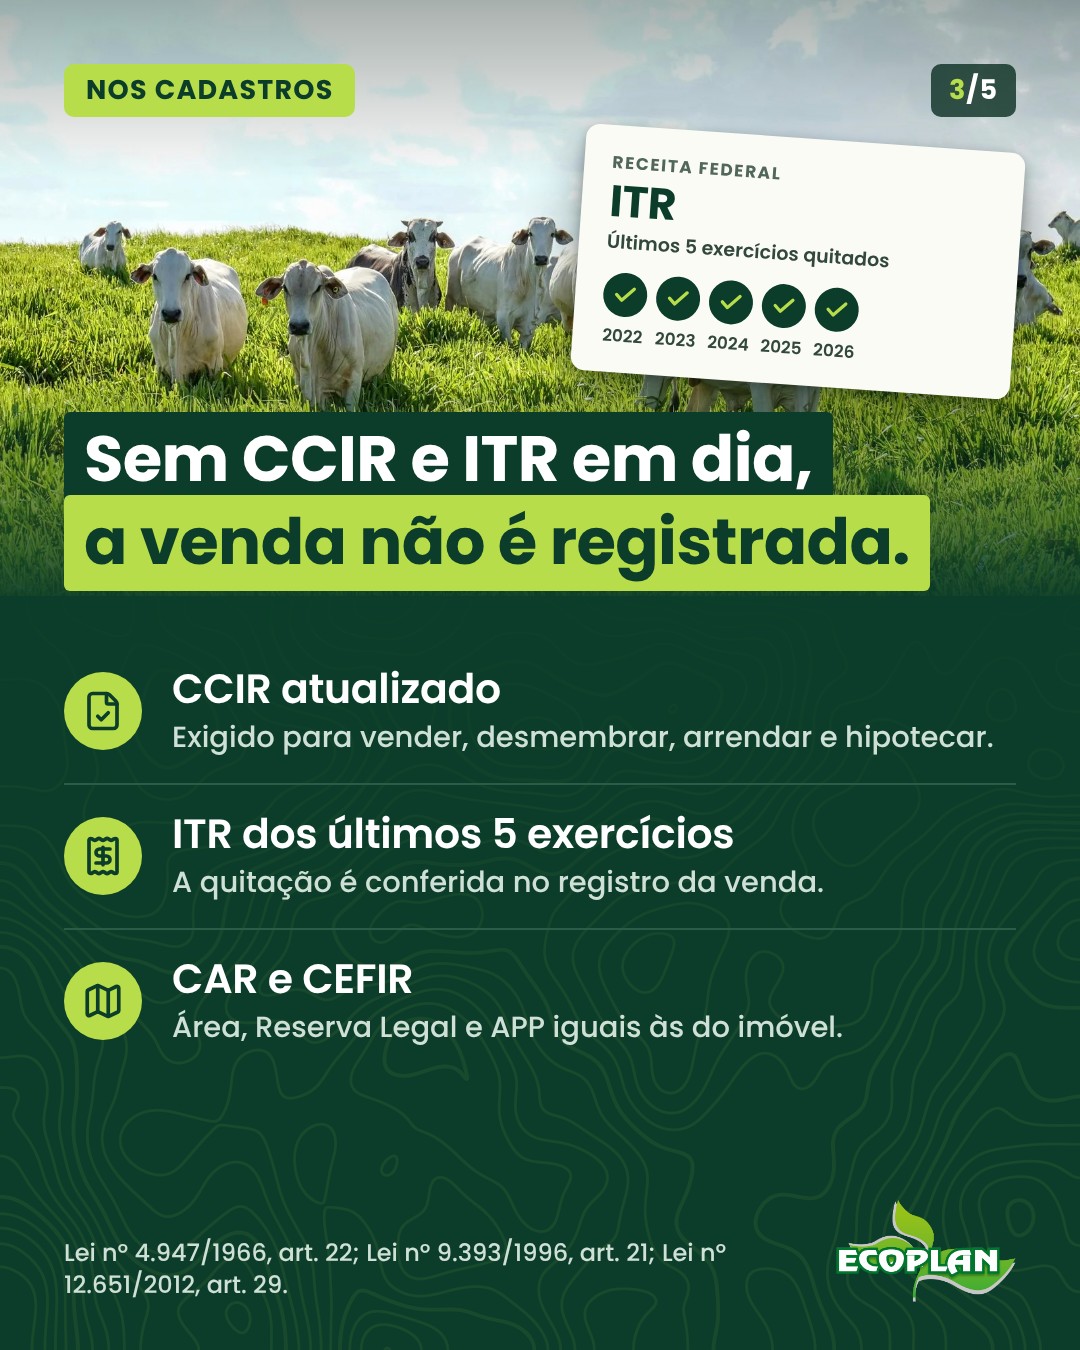 NOS CADASTROS
3/5
RECEITA FEDERAL
ITR
Últimos 5 exercícios quitados
2022 2023 2024 2025 2026
Sem CCIR e ITR em dia,
a venda não é registrada.
CCIR atualizado
Exigido para vender, desmembrar, arrendar e hipotecar.
ITR dos últimos 5 exercícios
A quitação é conferida no registro da venda.
CAR e CEFIR
Área, Reserva Legal e APP iguais às do imóvel.
Lei nº 4.947/1966, art. 22; Lei nº 9.393/1996, art. 21; Lei nº
12.651/2012, art. 29.
ECOPLAN